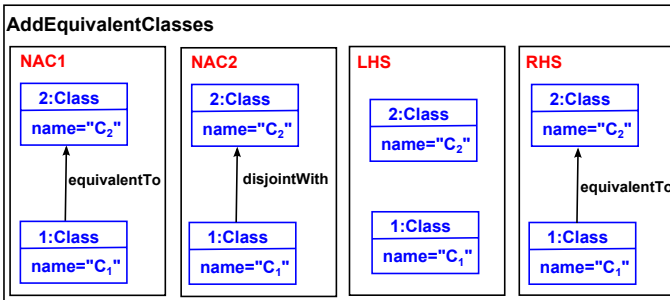 AddEquivalentClasses
NAC1
2:Class
name="C₂"
equivalentTo
1:Class
name="C₁"
NAC2
2:Class
name="C₂"
disjointWith
1:Class
name="C₁"
LHS
2:Class
name="C₂"
1:Class
name="C₁"
RHS
2:Class
name="C₂"
equivalentTo
1:Class
name="C₁"